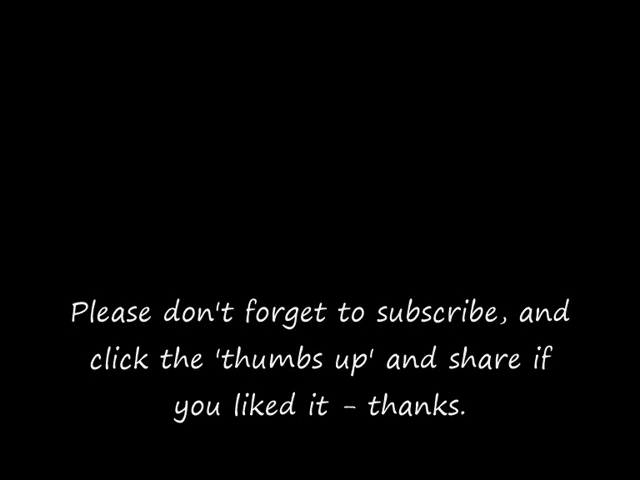 Please don't forget to subscribe, and
click the 'thumbs up' and share if
you liked it - thanks.